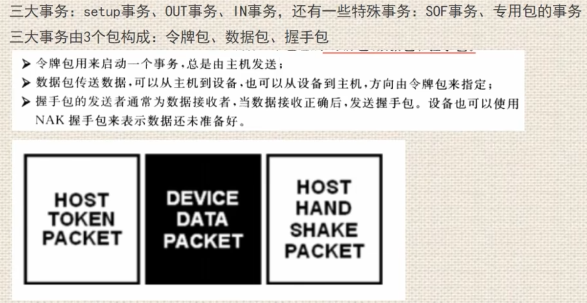 三大事务：setup事务、OUT事务、IN事务，还有一些特殊事务：SOF事务、专用包的事务
三大事务由3个包构成：令牌包、数据包、握手包
➤ 令牌包用来启动一个事务，总是由主机发送；
➤ 数据包传送数据，可以从主机到设备，也可以从设备到主机，方向由令牌包来指定；
➤ 握手包的发送者通常为数据接收者，当数据接收正确后，发送握手包。设备也可以使用
NAK 握手包来表示数据还未准备好。
HOST
TOKEN
PACKET
DEVICE
DATA
PACKET
HOST
HAND
SHAKE
PACKET